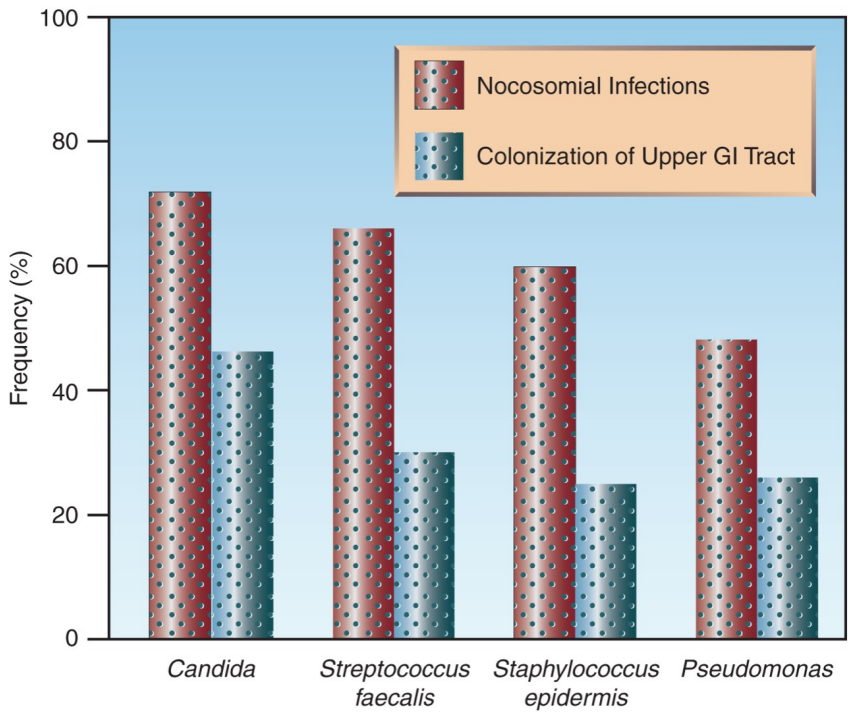 100
80
60
40
20
0
Frequency (%)
Nocosomial Infections
Colonization of Upper GI Tract
Candida
Streptococcus
faecalis
Staphylococcus
epidermis
Pseudomonas